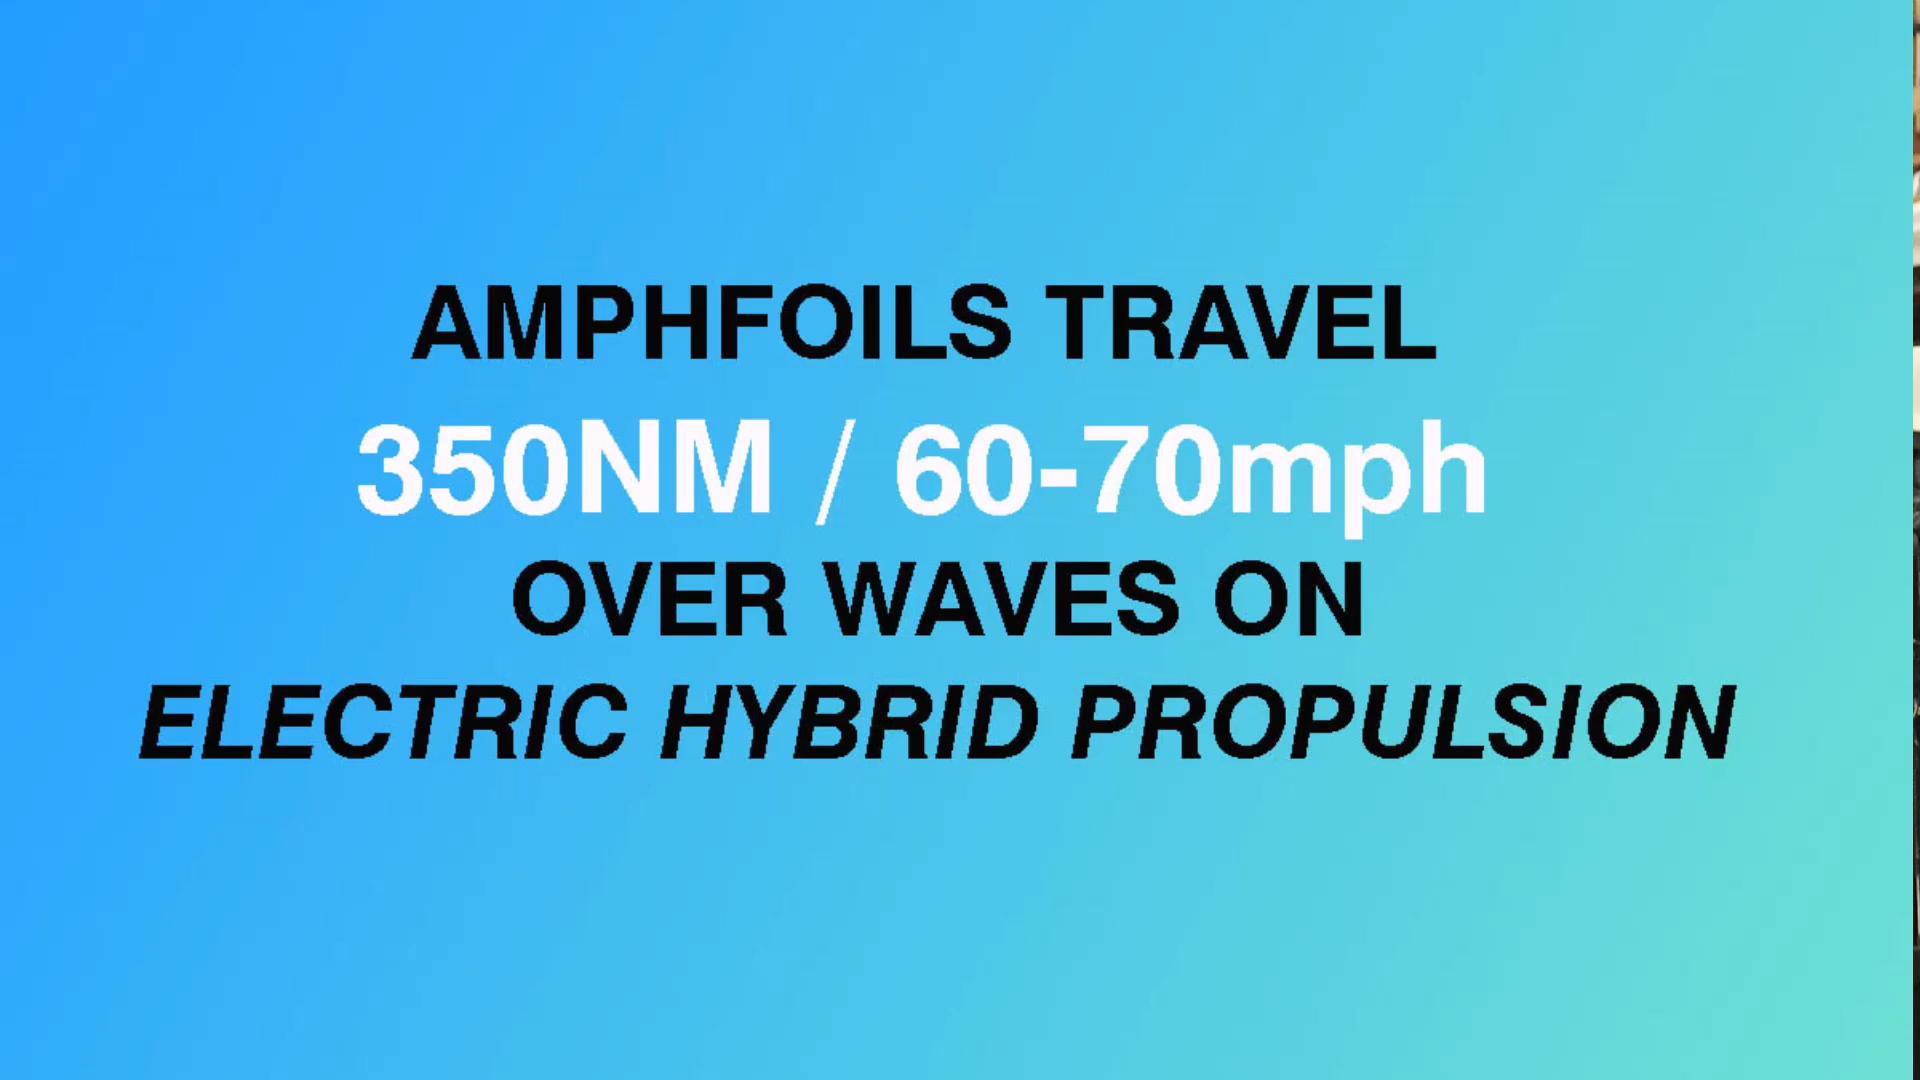 AMPHFOILS TRAVEL
350NM / 60-70mph
OVER WAVES ON
ELECTRIC HYBRID PROPULSION